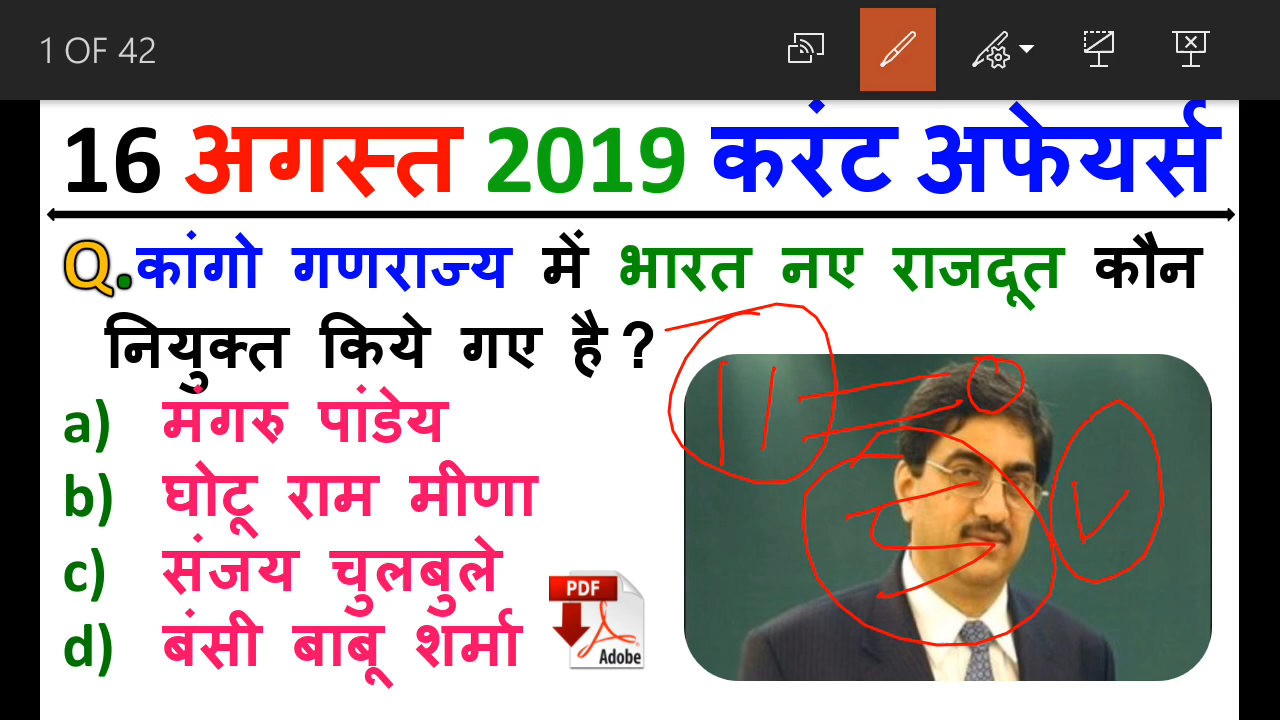 1 OF 42
16 अगस्त 2019 करंट अफेयर्स
Q.कांगो गणराज्य में भारत नए राजदूत कौन
नियुक्त किये गए है ?
a) मंगरु पांडेय
b) घोटू राम मीणा
c) संजय चुलबुले
d) बंसी बाबू शर्मा
PDF
Adobe